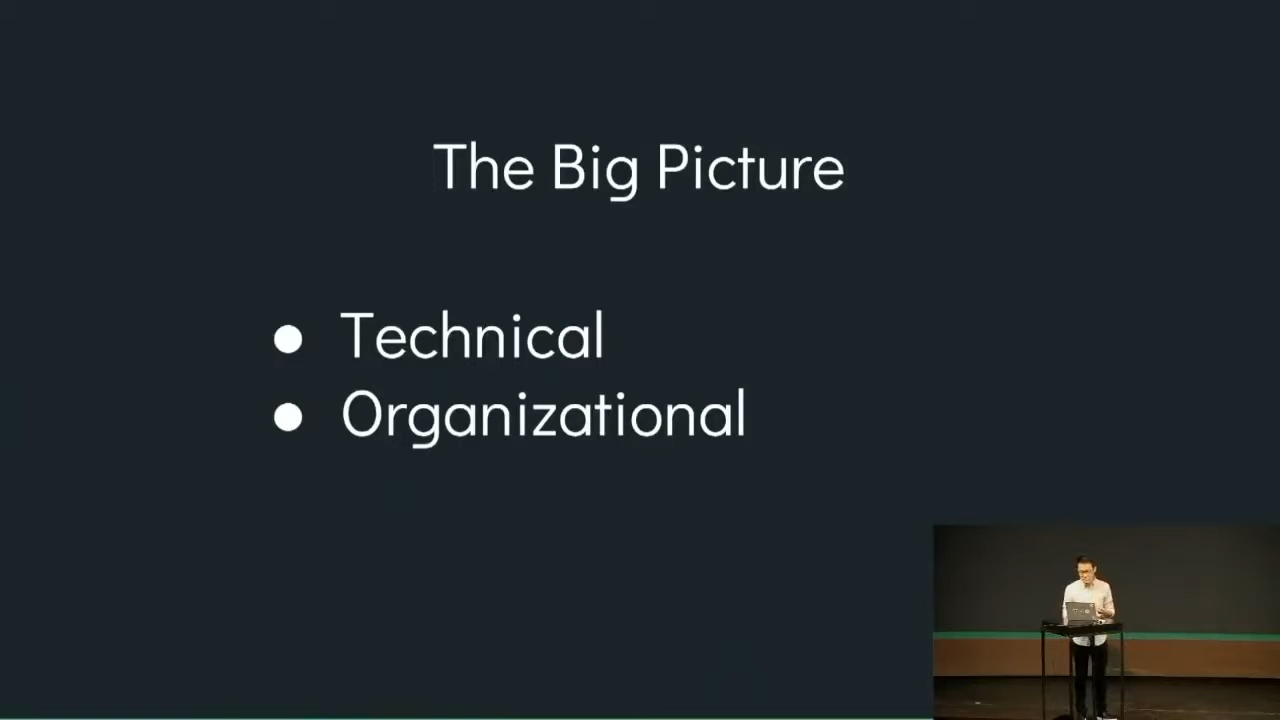 The Big Picture
● Technical
● Organizational